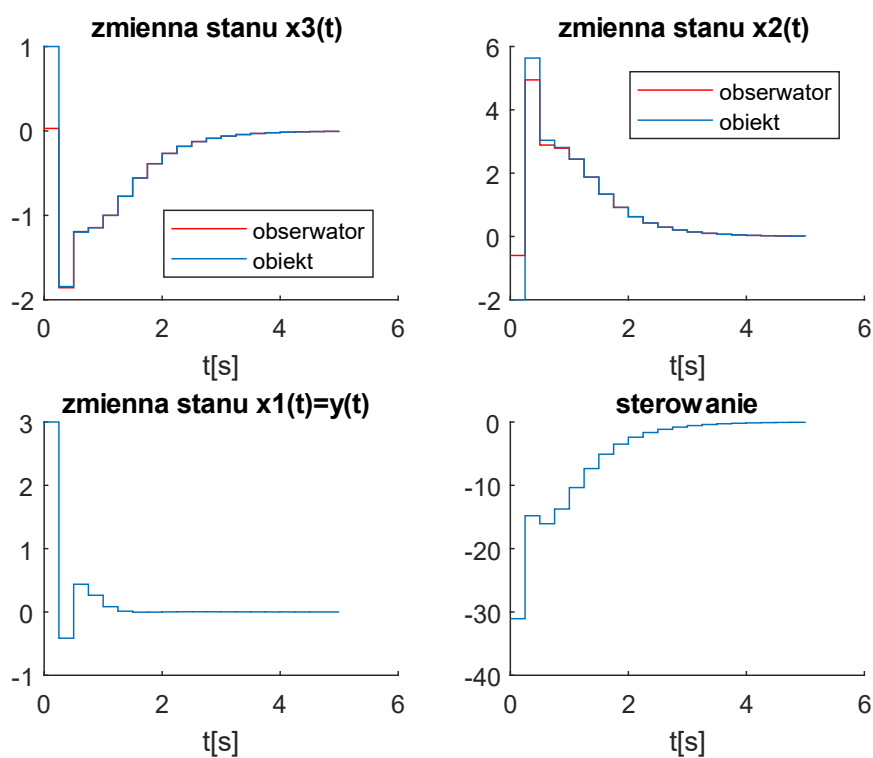 zmienna stanu x3(t)
1
0
-1
-2
obserwator
obiekt
0
2
4
6
t[s]
zmienna stanu x2(t)
6
4
2
0
-2
obserwator
obiekt
0
2
4
6
t[s]
zmienna stanu x1(t)=y(t)
3
2
1
0
-1
0
2
4
6
t[s]
sterowanie
0
-10
-20
-30
-40
0
2
4
6
t[s]